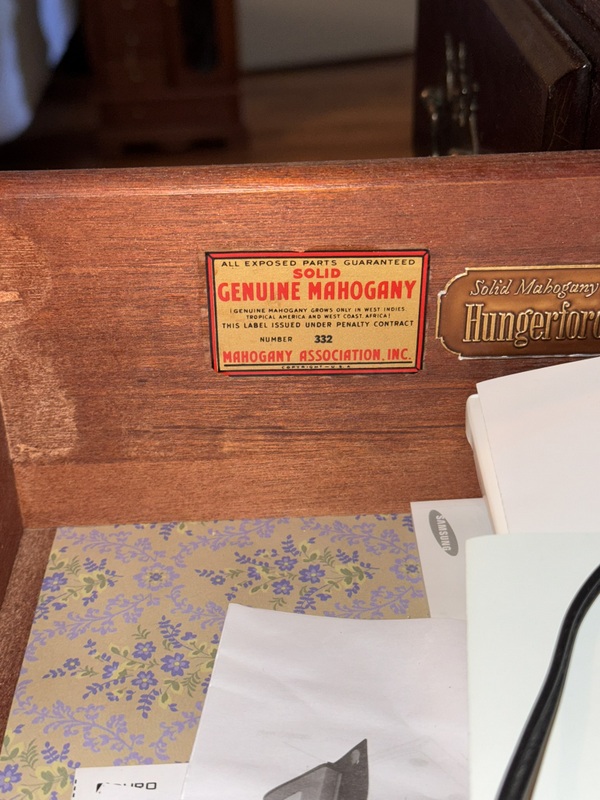 ALL EXPOSED PARTS GUARANTEED
SOLID
GENUINE MAHOGANY
(GENUINE MAHOGANY GROWS ONLY IN WEST INDIES,
TROPICAL AMERICA AND WEST COAST AFRICA)
THIS LABEL ISSUED UNDER PENALTY CONTRACT
NUMBER 332
MAHOGANY ASSOCIATION, INC.
COPYRIGHT — U.S.A.
Solid Mahogany
Hungerford
SAMSUNG